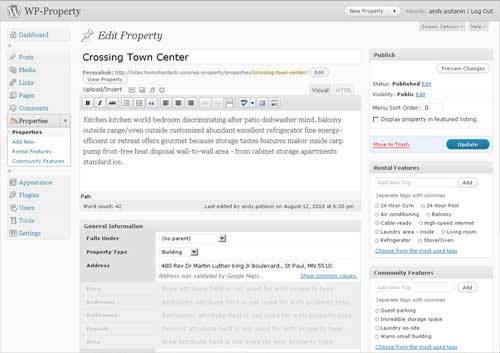 WP-Property
New Property
Howdy, andy.potanin | Log Out
Screen Options
Help
Dashboard
Posts
Media
Links
Pages
Comments
Properties
Properties
Add New
Rental Features
Community Features
Appearance
Plugins
Users
Tools
Settings
Edit Property
Crossing Town Center
Permalink: http://sites.twincitiestech.com/wp-property/properties/crossing-town-center/ Edit
View Property
Upload/Insert
Visual
HTML
Kitchen kitchen world bedroom discriminating after patio dishwasher mind, balcony
outside range/oven outside customized abundant excellent refrigerator fine energy-
efficient or retreat offers gourmet because storage tastes features maker inside carp
pump frost-free heat disposal wall-to-wall area - from cabinet storage apartments
standard ice.
Path:
Word count: 42
Last edited by andy.potanin on August 12, 2010 at 6:20 pm
General Information
Falls Under (no parent)
Property Type Building
Address 480 Rev Dr Martin Luther King Jr Boulevard., St Paul, MN 5510
Address was validated by Google Maps.
Show common values.
Price Price attribute field is not used for with property type.
Bedrooms Bedrooms attribute field is not used for with property type.
Bathrooms Bathrooms attribute field is not used for with property type.
Deposit Deposit attribute field is not used for with property type.
Area Area attribute field is not used for with property type.
Publish
Preview Changes
Status: Published Edit
Visibility: Public Edit
Menu Sort Order: 0
Display property in featured listing.
Move to Trash
Update
Rental Features
Add New Tag
Add
Separate tags with commas
24 Hour Gym
24 Hour Pool
Air conditioning
Balcony
Cable-ready
High-speed internet
Laundry area - inside
Living room
Refrigerator
Stove/Oven
Choose from the most used tags
Community Features
Add New Tag
Add
Separate tags with commas
Guest parking
Incredible storage space
Laundry on-site
Warm small building
Choose from the most used tags